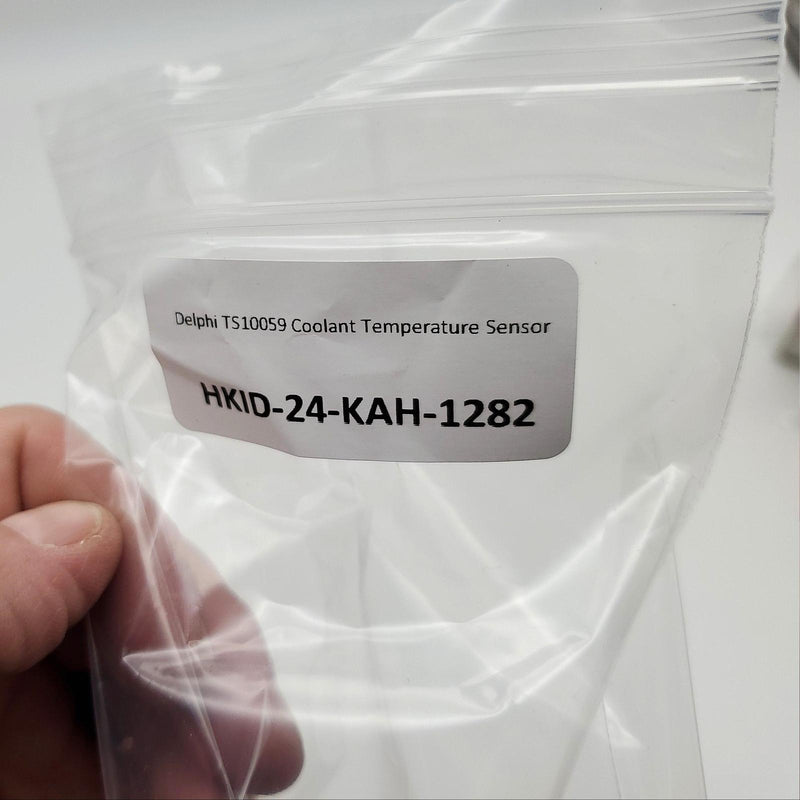 Delphi TS10059 Coolant Temperature Sensor
HKID-24-KAH-1282